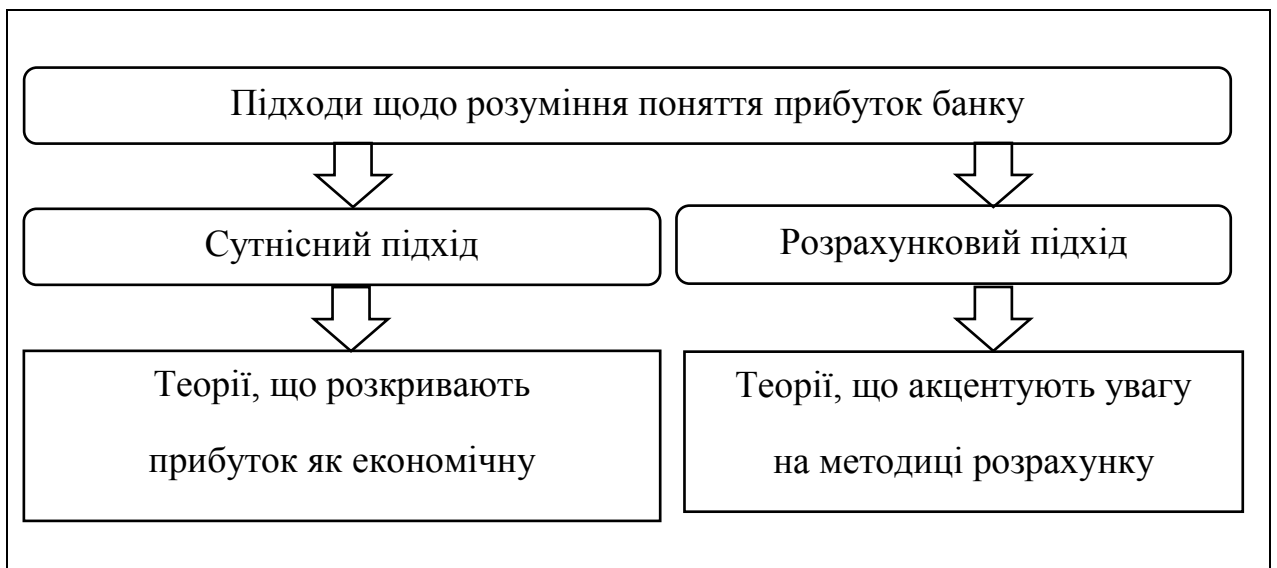 Підходи щодо розуміння поняття прибуток банку
Сутнісний підхід
Розрахунковий підхід
Теорії, що розкривають
прибуток як економічну
Теорії, що акцентують увагу
на методиці розрахунку